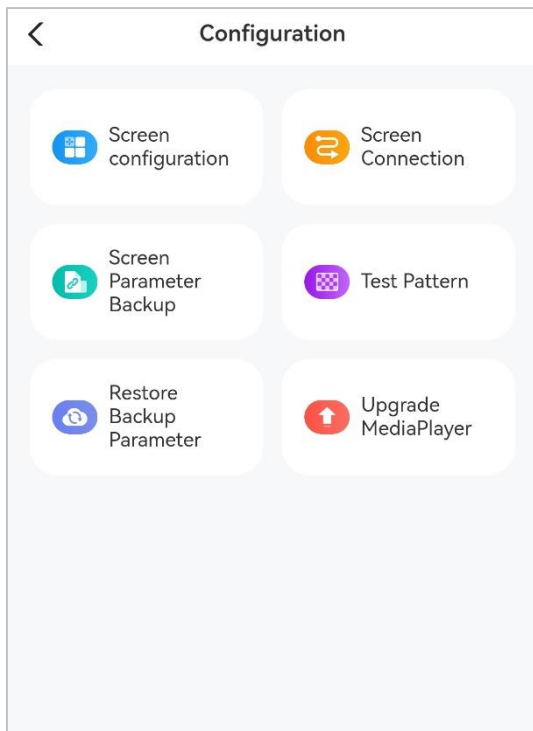 Configuration
Screen
configuration
Screen
Connection
Screen
Parameter
Backup
Test Pattern
Restore
Backup
Parameter
Upgrade
MediaPlayer